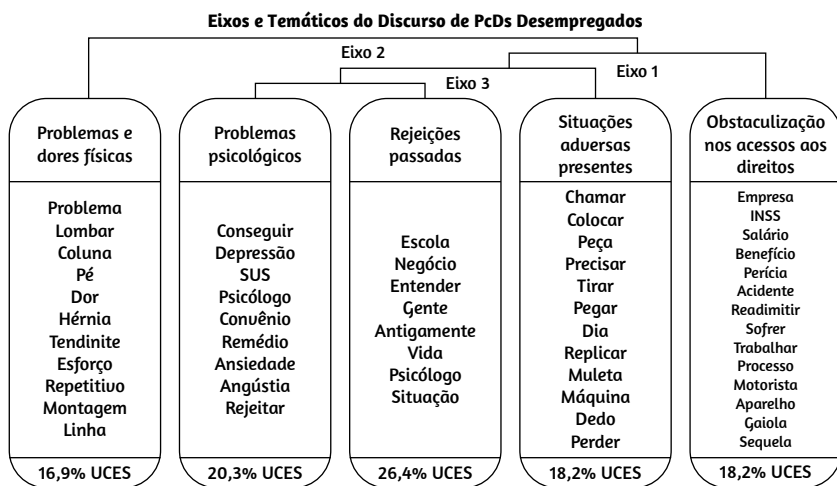 Eixos e Temáticos do Discurso de PcDs Desempregados
Eixo 2
Eixo 1
Eixo 3
Problemas e
dores físicas
Problema
Lombar
Coluna
Pé
Dor
Hérnia
Tendinite
Esforço
Repetitivo
Montagem
Linha
16,9% UCES
Problemas
psicológicos
Conseguir
Depressão
SUS
Psicólogo
Convênio
Remédio
Ansiedade
Angústia
Rejeitar
20,3% UCES
Rejeições
passadas
Escola
Negócio
Entender
Gente
Antigamente
Vida
Psicólogo
Situação
26,4% UCES
Situações
adversas
presentes
Chamar
Colocar
Peça
Precisar
Tirar
Pegar
Dia
Replicar
Muleta
Máquina
Dedo
Perder
18,2% UCES
Obstaculização
nos acessos aos
direitos
Empresa
INSS
Salário
Benefício
Perícia
Acidente
Readimitir
Sofrer
Trabalhar
Processo
Motorista
Aparelho
Gaiola
Sequela
18,2% UCES